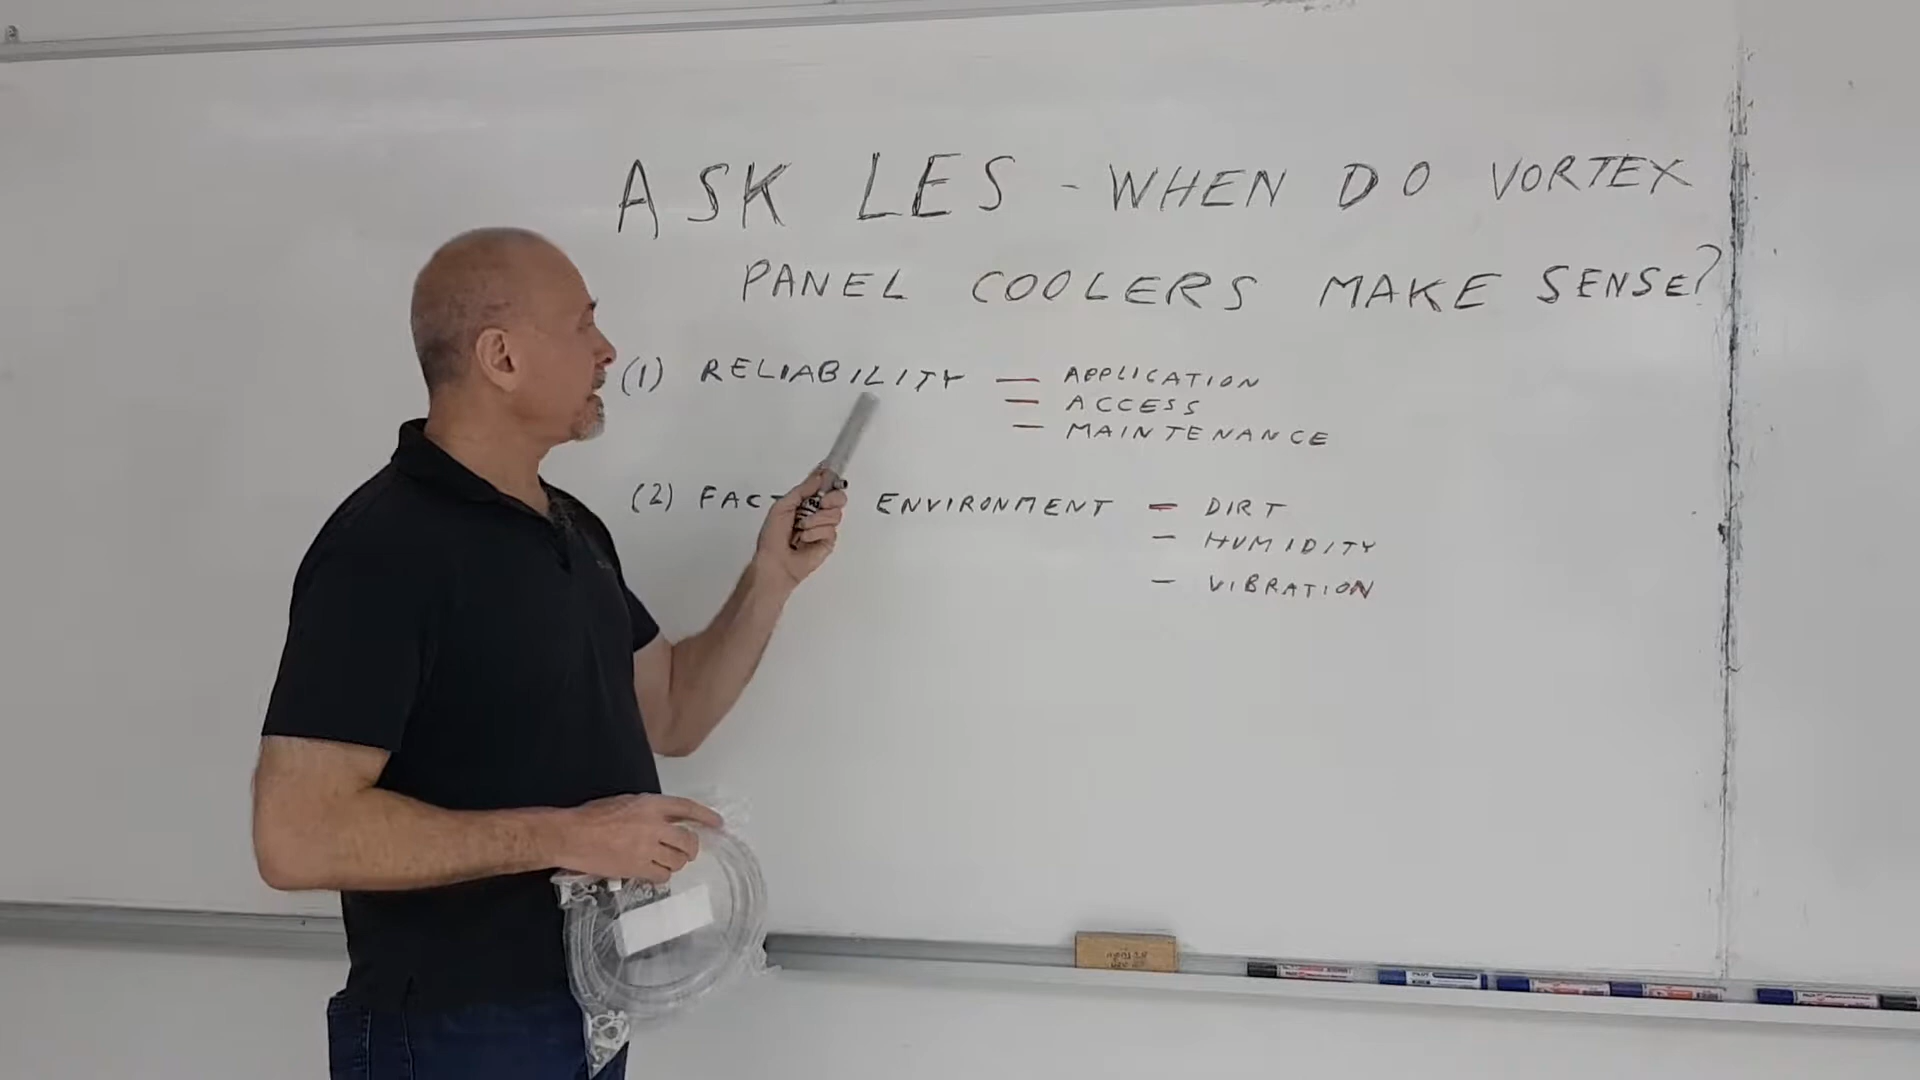 ASK LES - WHEN DO VORTEX
PANEL COOLERS MAKE SENSE?
(1) RELIABILITY — APPLICATION
— ACCESS
— MAINTENANCE
(2) ENVIRONMENT — DIRT
— HUMIDITY
— VIBRATION